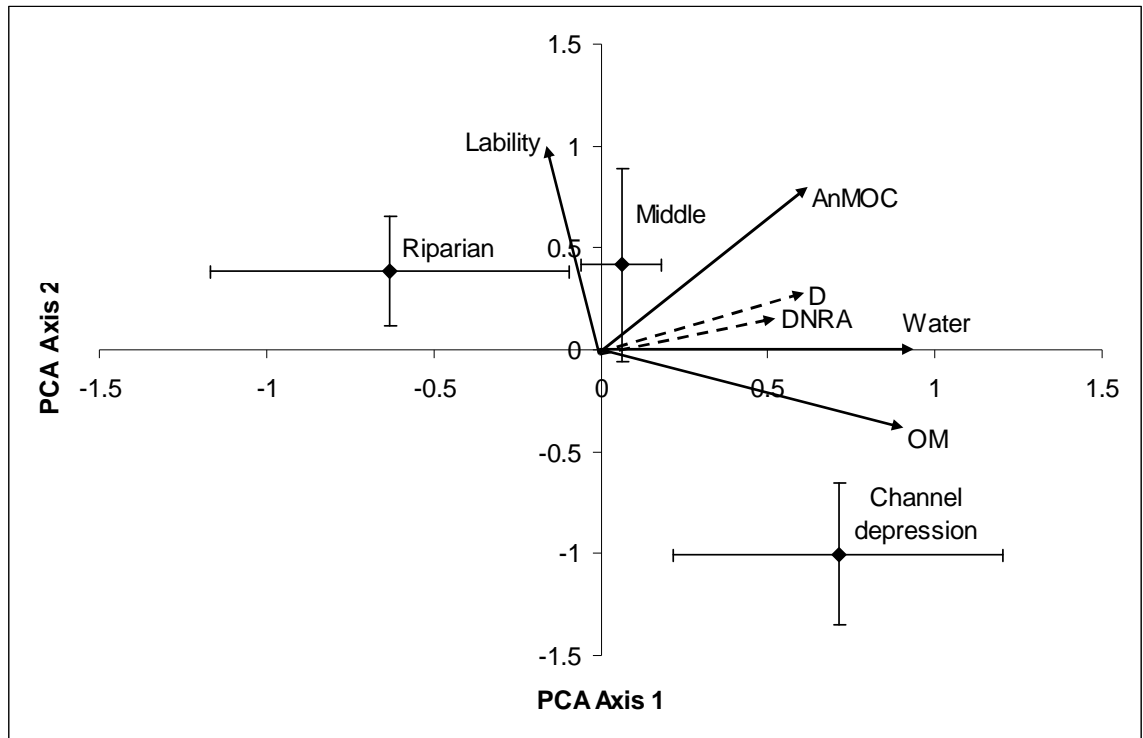 1.5
Lability
1
AnMOC
Middle
Riparian
0.5
D
DNRA
Water
PCA Axis 2
0
-1.5
-1
-0.5
0
0.5
1
1.5
OM
-0.5
Channel
depression
-1
-1.5
PCA Axis 1